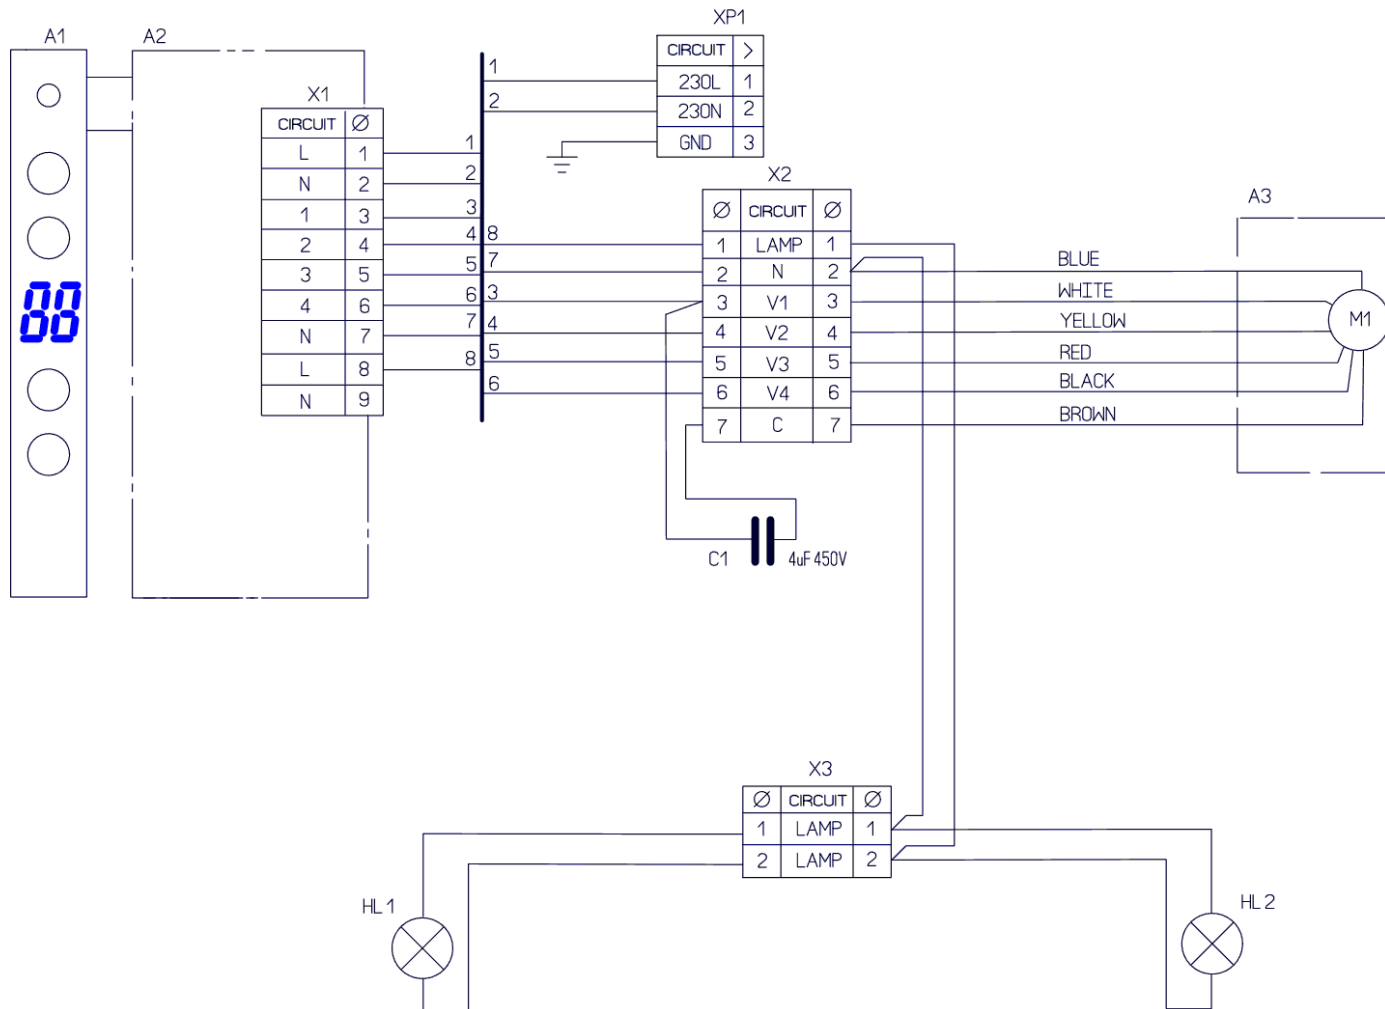 A1
A2
88
X1
CIRCUIT Ø
L 1
N 2
1 3
2 4
3 5
4 6
N 7
L 8
N 9
1
2
3
4
5
6
7
8
1
2
8
7
3
4
5
6
XP1
CIRCUIT >
230L 1
230N 2
GND 3
X2
Ø CIRCUIT Ø
1 LAMP 1
2 N 2
3 V1 3
4 V2 4
5 V3 5
6 V4 6
7 C 7
A3
BLUE
WHITE
YELLOW
RED
BLACK
BROWN
M1
C1 4uF 450V
X3
Ø CIRCUIT Ø
1 LAMP 1
2 LAMP 2
HL1
HL2